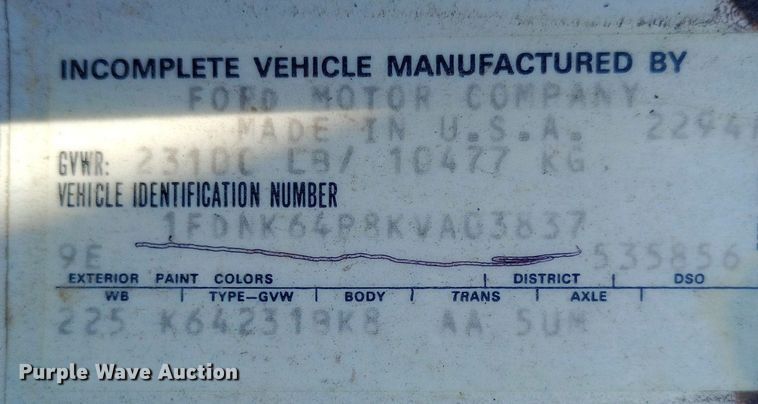 INCOMPLETE VEHICLE MANUFACTURED BY
FORD MOTOR COMPANY
MADE IN U.S.A.
GVWR: 23100 LB/ 10477 KG.
VEHICLE IDENTIFICATION NUMBER
1FDNK64P8KVA03837
9E 535856
EXTERIOR PAINT COLORS DISTRICT DSO
WB TYPE-GVW BODY TRANS AXLE
225 K642319K8 AA
Purple Wave Auction